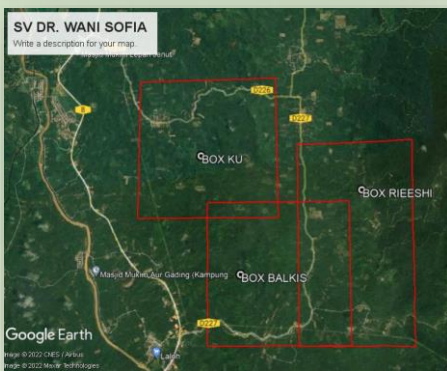 SV DR. WANI SOFIA
Write a description for your map.
D226
8
D227
BOX KU
BOX RIEESHI
Masjid Mukim Aur Gading (Kampung
BOX BALKIS
D227
Google Earth
Image © 2022 CNES / Airbus
Image © 2022 Maxar Technologies